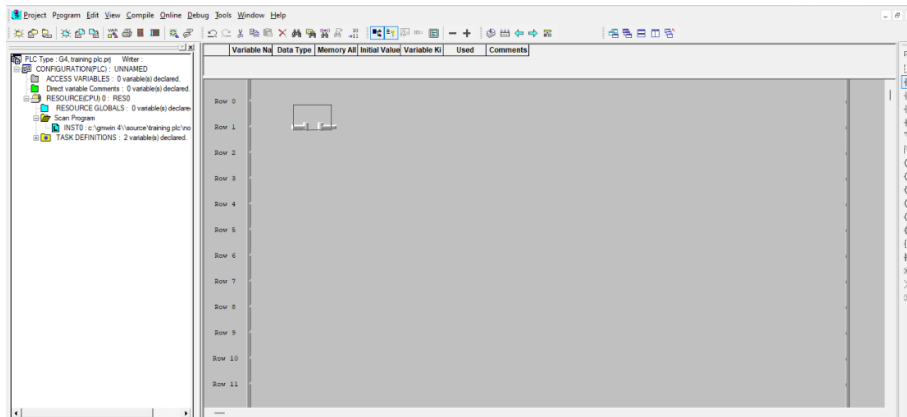 Project Program Edit View Compile Online Debug Tools Window Help
Variable Na Data Type Memory All Initial Value Variable Ki Used Comments
PLC Type : G4, training plc.prj Writer :
CONFIGURATION(PLC) : UNNAMED
ACCESS VARIABLES : 0 variable(s) declared.
Direct variable Comments : 0 variable(s) declared.
RESOURCE(CPU) 0 : RES0
RESOURCE GLOBALS : 0 variable(s) declare
Scan Program
INST0 : c:\gmwin 4\\source\training plc\no
TASK DEFINITIONS : 2 variable(s) declared.
Row 0
Row 1
Row 2
Row 3
Row 4
Row 5
Row 6
Row 7
Row 8
Row 9
Row 10
Row 11